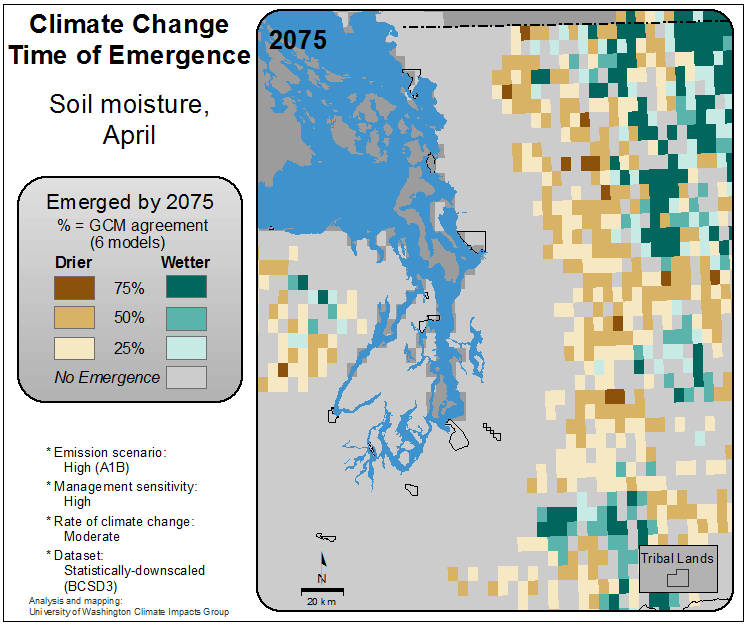 Climate Change
Time of Emergence
Soil moisture,
April
Emerged by 2075
% = GCM agreement
(6 models)
Drier Wetter
75%
50%
25%
No Emergence
* Emission scenario:
High (A1B)
* Management sensitivity:
High
* Rate of climate change:
Moderate
* Dataset:
Statistically-downscaled
(BCSD3)
Analysis and mapping:
University of Washington Climate Impacts Group
2075
N
20 km
Tribal Lands